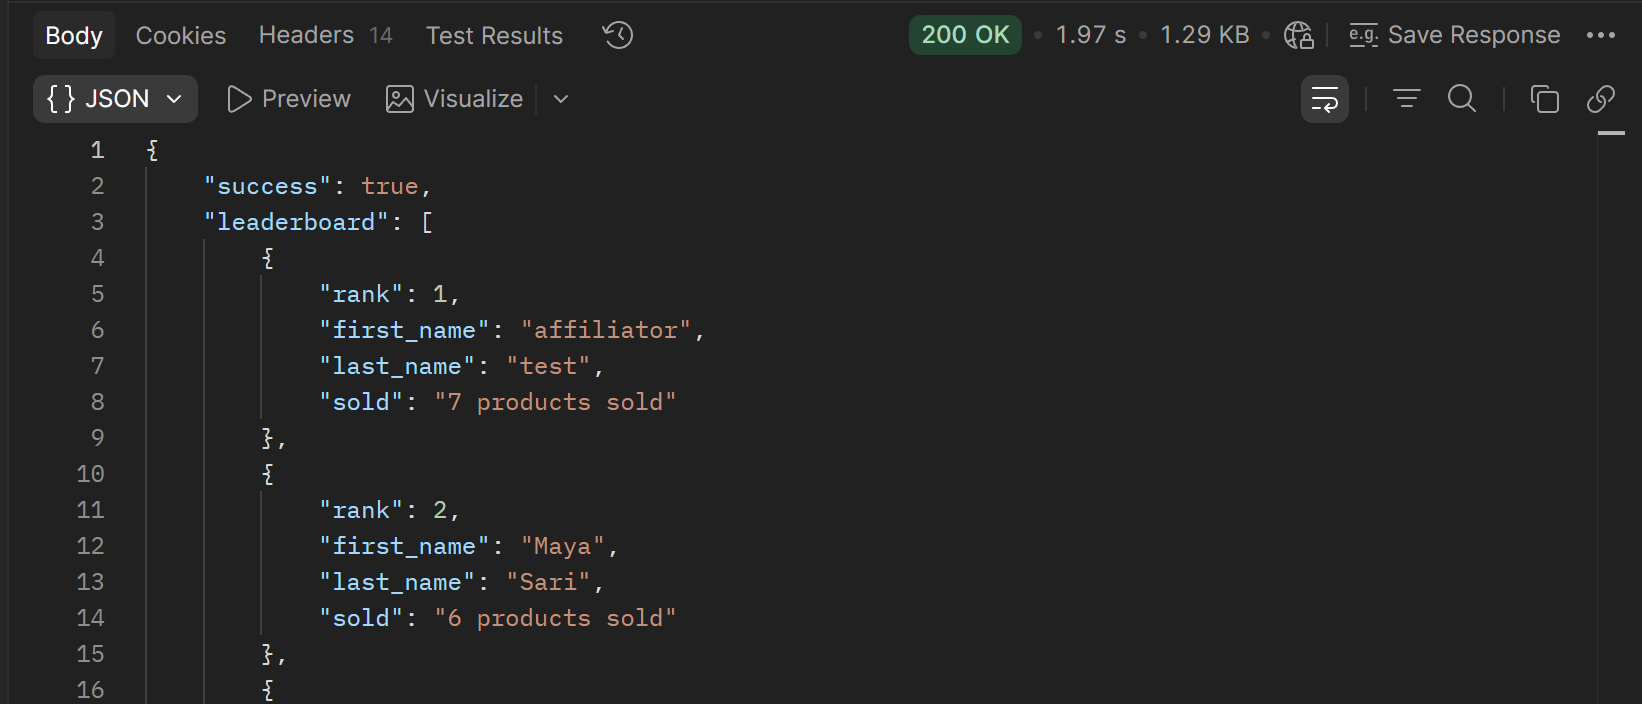 Body Cookies Headers 14 Test Results 200 OK • 1.97 s • 1.29 KB • e.g. Save Response
{} JSON Preview Visualize
1 {
2     "success": true,
3     "leaderboard": [
4         {
5             "rank": 1,
6             "first_name": "affiliator",
7             "last_name": "test",
8             "sold": "7 products sold"
9         },
10         {
11             "rank": 2,
12             "first_name": "Maya",
13             "last_name": "Sari",
14             "sold": "6 products sold"
15         },
16         {